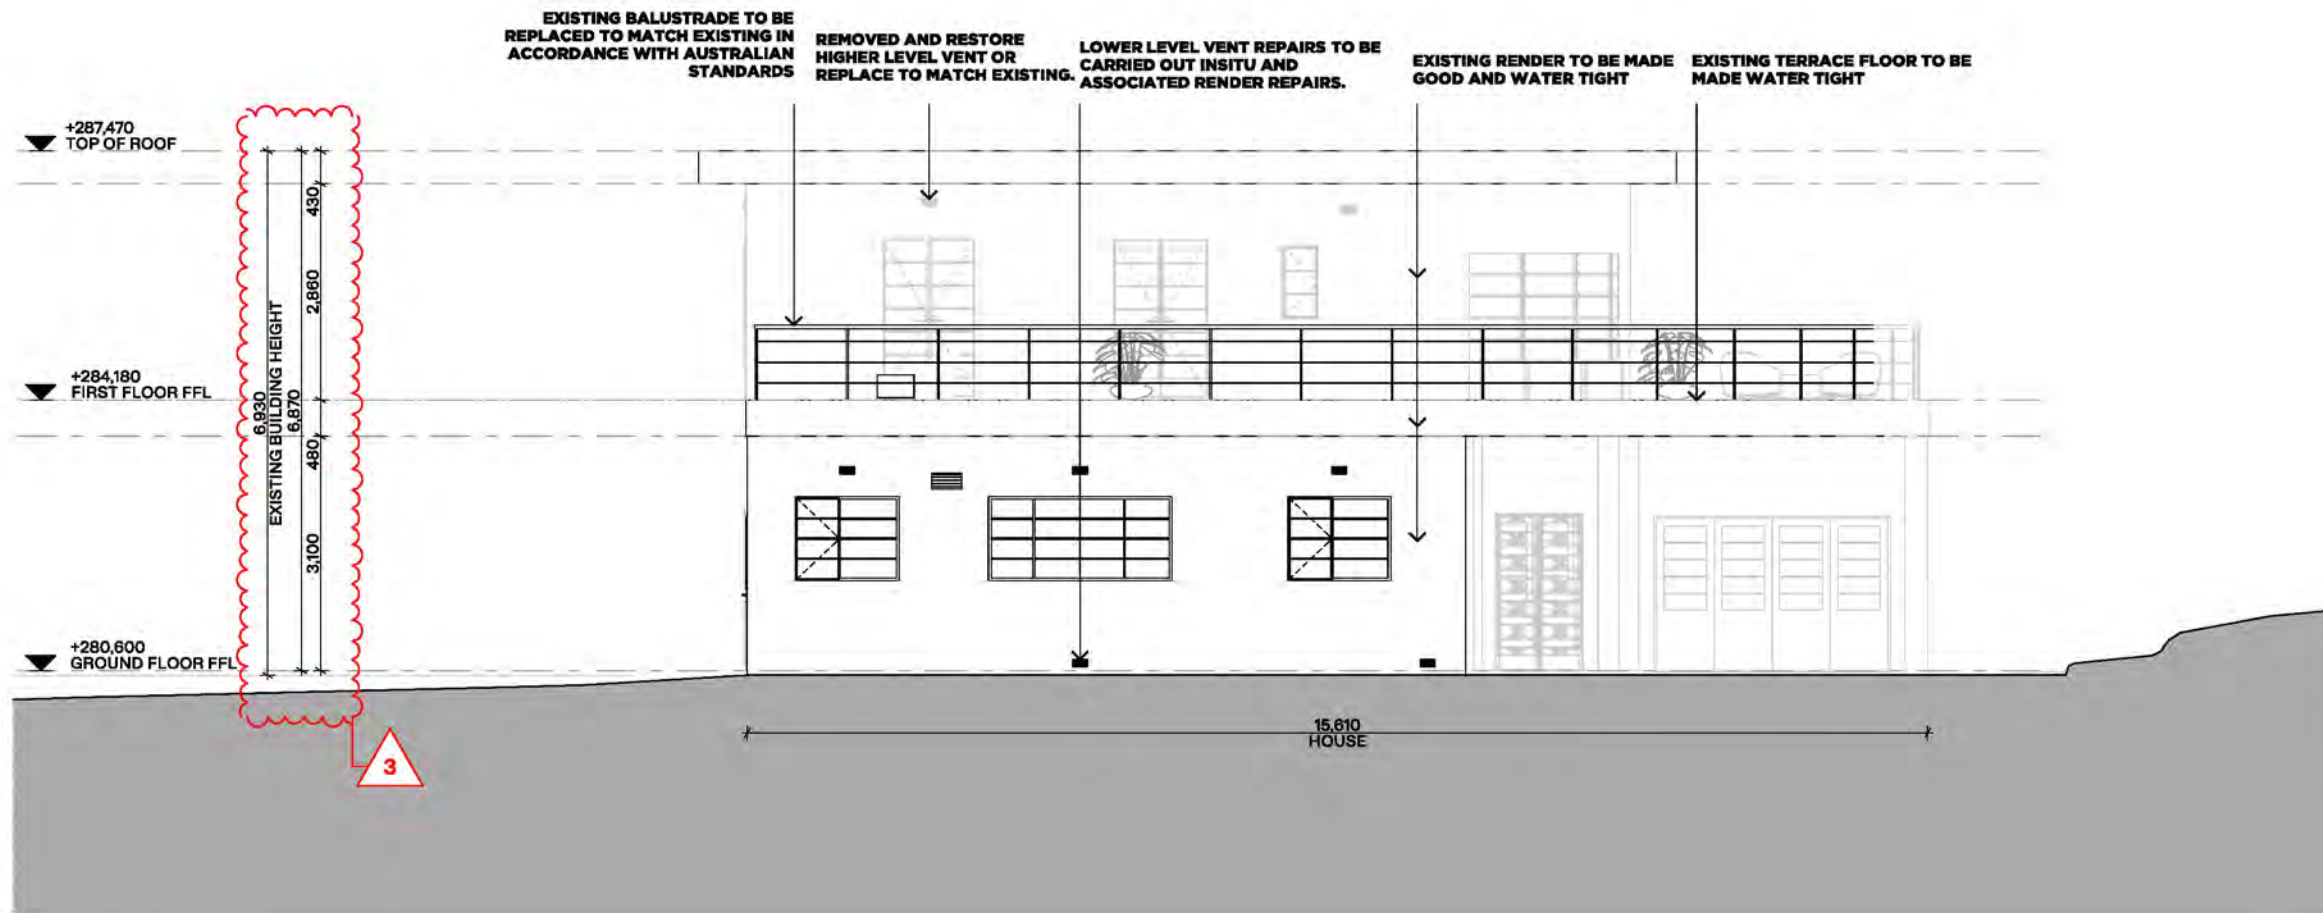 EXISTING BALUSTRADE TO BE
REPLACED TO MATCH EXISTING IN
ACCORDANCE WITH AUSTRALIAN
STANDARDS
REMOVED AND RESTORE
HIGHER LEVEL VENT OR
REPLACE TO MATCH EXISTING.
LOWER LEVEL VENT REPAIRS TO BE
CARRIED OUT INSITU AND
ASSOCIATED RENDER REPAIRS.
EXISTING RENDER TO BE MADE
GOOD AND WATER TIGHT
EXISTING TERRACE FLOOR TO BE
MADE WATER TIGHT
+287,470
TOP OF ROOF
+284,180
FIRST FLOOR FFL
+280,600
GROUND FLOOR FFL
6,930
EXISTING BUILDING HEIGHT
6,870
430
2,860
480
3,100
3
15,610
HOUSE